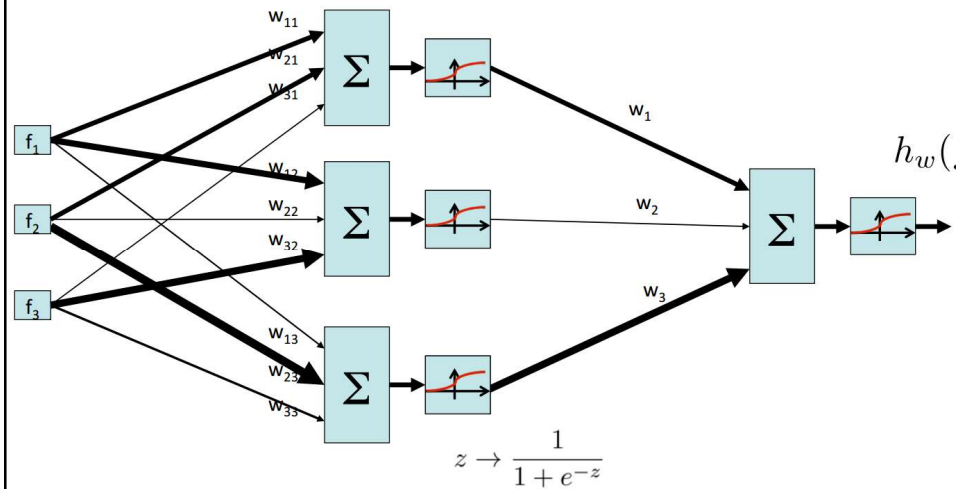 w₁₁
w₂₁
w₃₁
Σ
w₁
f₁
h_w(
w₁₂
w₂₂
w₃₂
Σ
w₂
f₂
Σ
f₃
w₃
w₁₃
w₂₃
w₃₃
Σ
z → 1 / (1 + e^{-z})